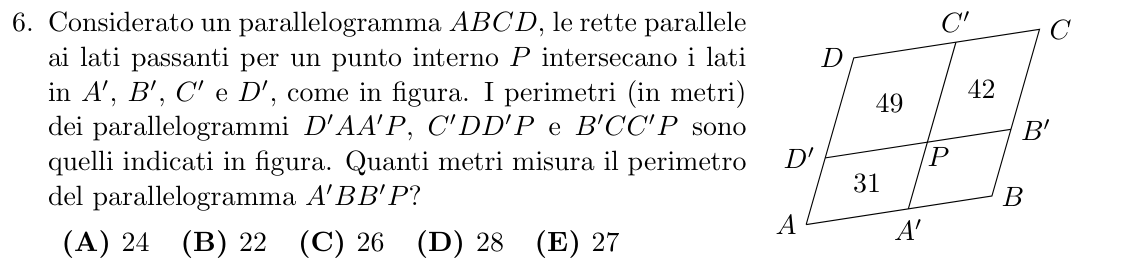 6. Considerato un parallelogramma ABCD, le rette parallele
ai lati passanti per un punto interno P intersecano i lati
in A′, B′, C′ e D′, come in figura. I perimetri (in metri)
dei parallelogrammi D′AA′P, C′DD′P e B′CC′P sono
quelli indicati in figura. Quanti metri misura il perimetro
del parallelogramma A′BB′P?
(A) 24 (B) 22 (C) 26 (D) 28 (E) 27
C′
C
D
49
42
B′
D′
P
31
B
A
A′